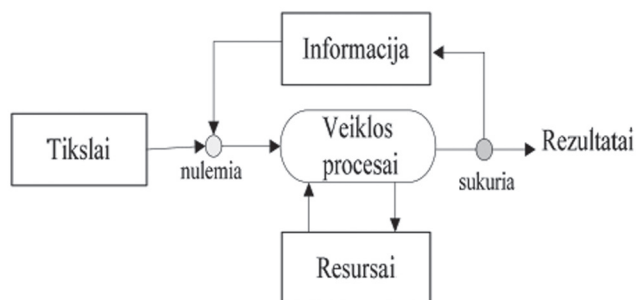 Informacija
Tikslai
nulemia
Veiklos
procesai
sukuria
Rezultatai
Resursai